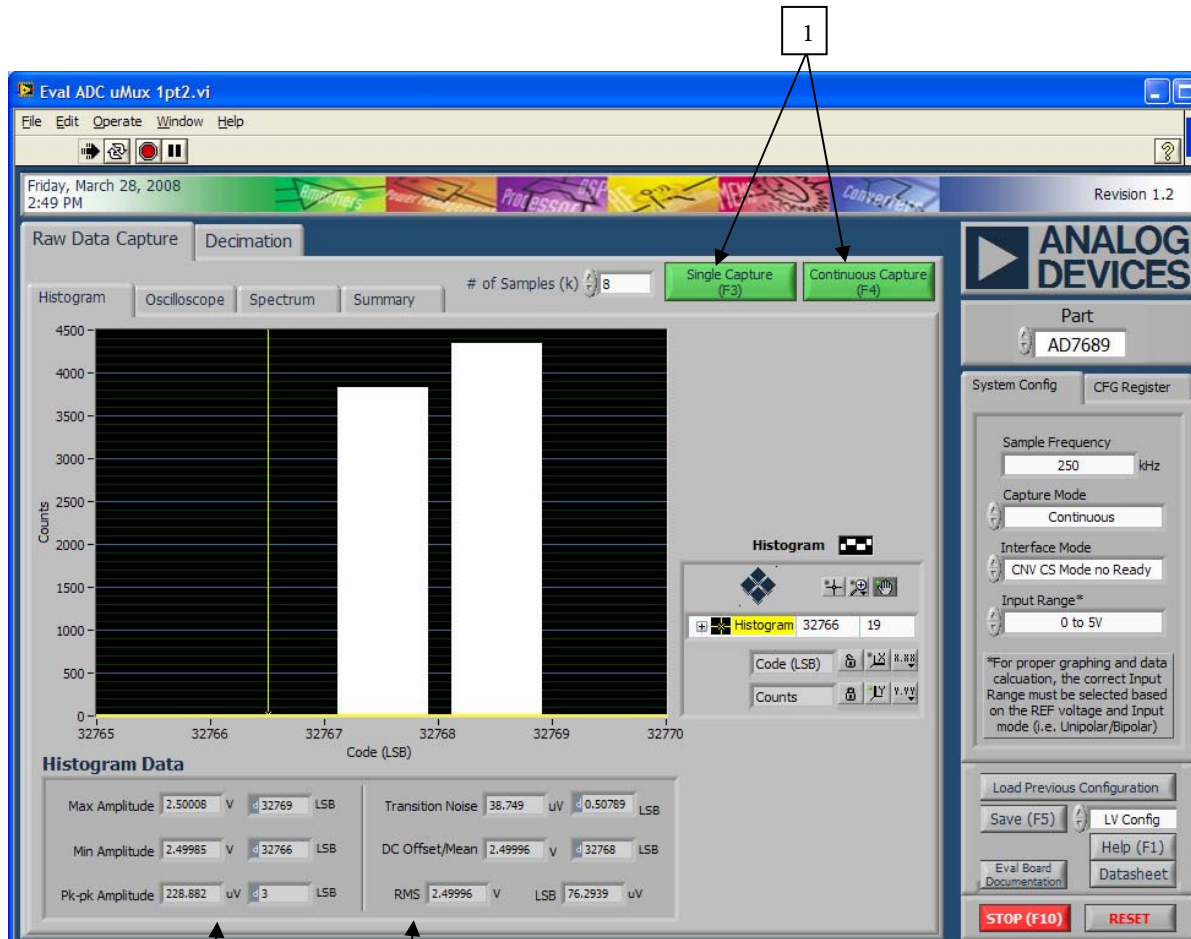 1
Eval ADC uMux 1pt2.vi
File Edit Operate Window Help
?
Friday, March 28, 2008
2:49 PM
Amplifiers Power Management Processor DSP MEMS Converters
Revision 1.2
Raw Data Capture Decimation
# of Samples (k) 8
Single Capture
(F3)
Continuous Capture
(F4)
Histogram Oscilloscope Spectrum Summary
4500
4000
3500
3000
2500
2000
1500
1000
500
0
Counts
32765 32766 32767 32768 32769 32770
Code (LSB)
Histogram
Histogram 32766 19
Code (LSB) X X.XX
Counts Y Y.YY
Histogram Data
Max Amplitude 2.50008 V d 32769 LSB
Min Amplitude 2.49985 V d 32766 LSB
Pk-pk Amplitude 228.882 uV d 3 LSB
Transition Noise 38.749 uV d 0.50789 LSB
DC Offset/Mean 2.49996 V d 32768 LSB
RMS 2.49996 V LSB 76.2939 uV
ANALOG
DEVICES
Part
AD7689
System Config CFG Register
Sample Frequency
250 kHz
Capture Mode
Continuous
Interface Mode
CNV CS Mode no Ready
Input Range*
0 to 5V
*For proper graphing and data
calcuation, the correct Input
Range must be selected based
on the REF voltage and Input
mode (i.e. Unipolar/Bipolar)
Load Previous Configuration
Save (F5) LV Config
Help (F1)
Eval Board
Documentation
Datasheet
STOP (F10) RESET